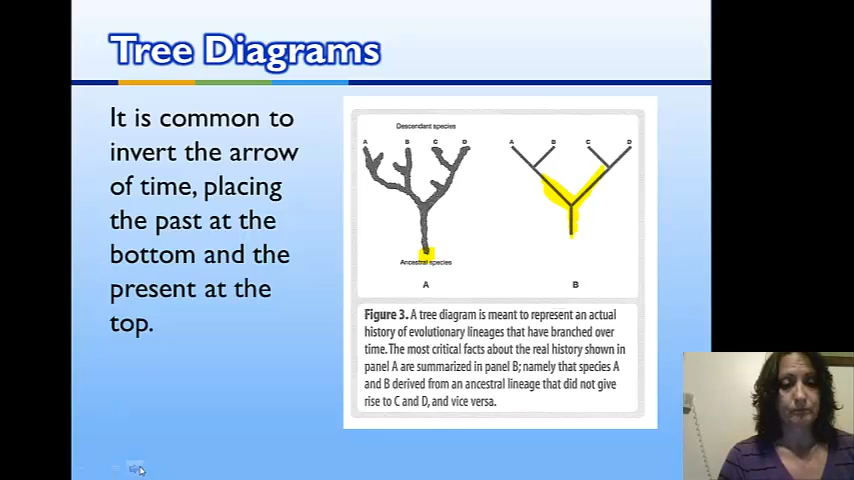 Tree Diagrams
It is common to
invert the arrow
of time, placing
the past at the
bottom and the
present at the
top.
Descendant species
A B C D
A B C D
Ancestral species
A B
Figure 3. A tree diagram is meant to represent an actual
history of evolutionary lineages that have branched over
time. The most critical facts about the real history shown in
panel A are summarized in panel B; namely that species A
and B derived from an ancestral lineage that did not give
rise to C and D, and vice versa.